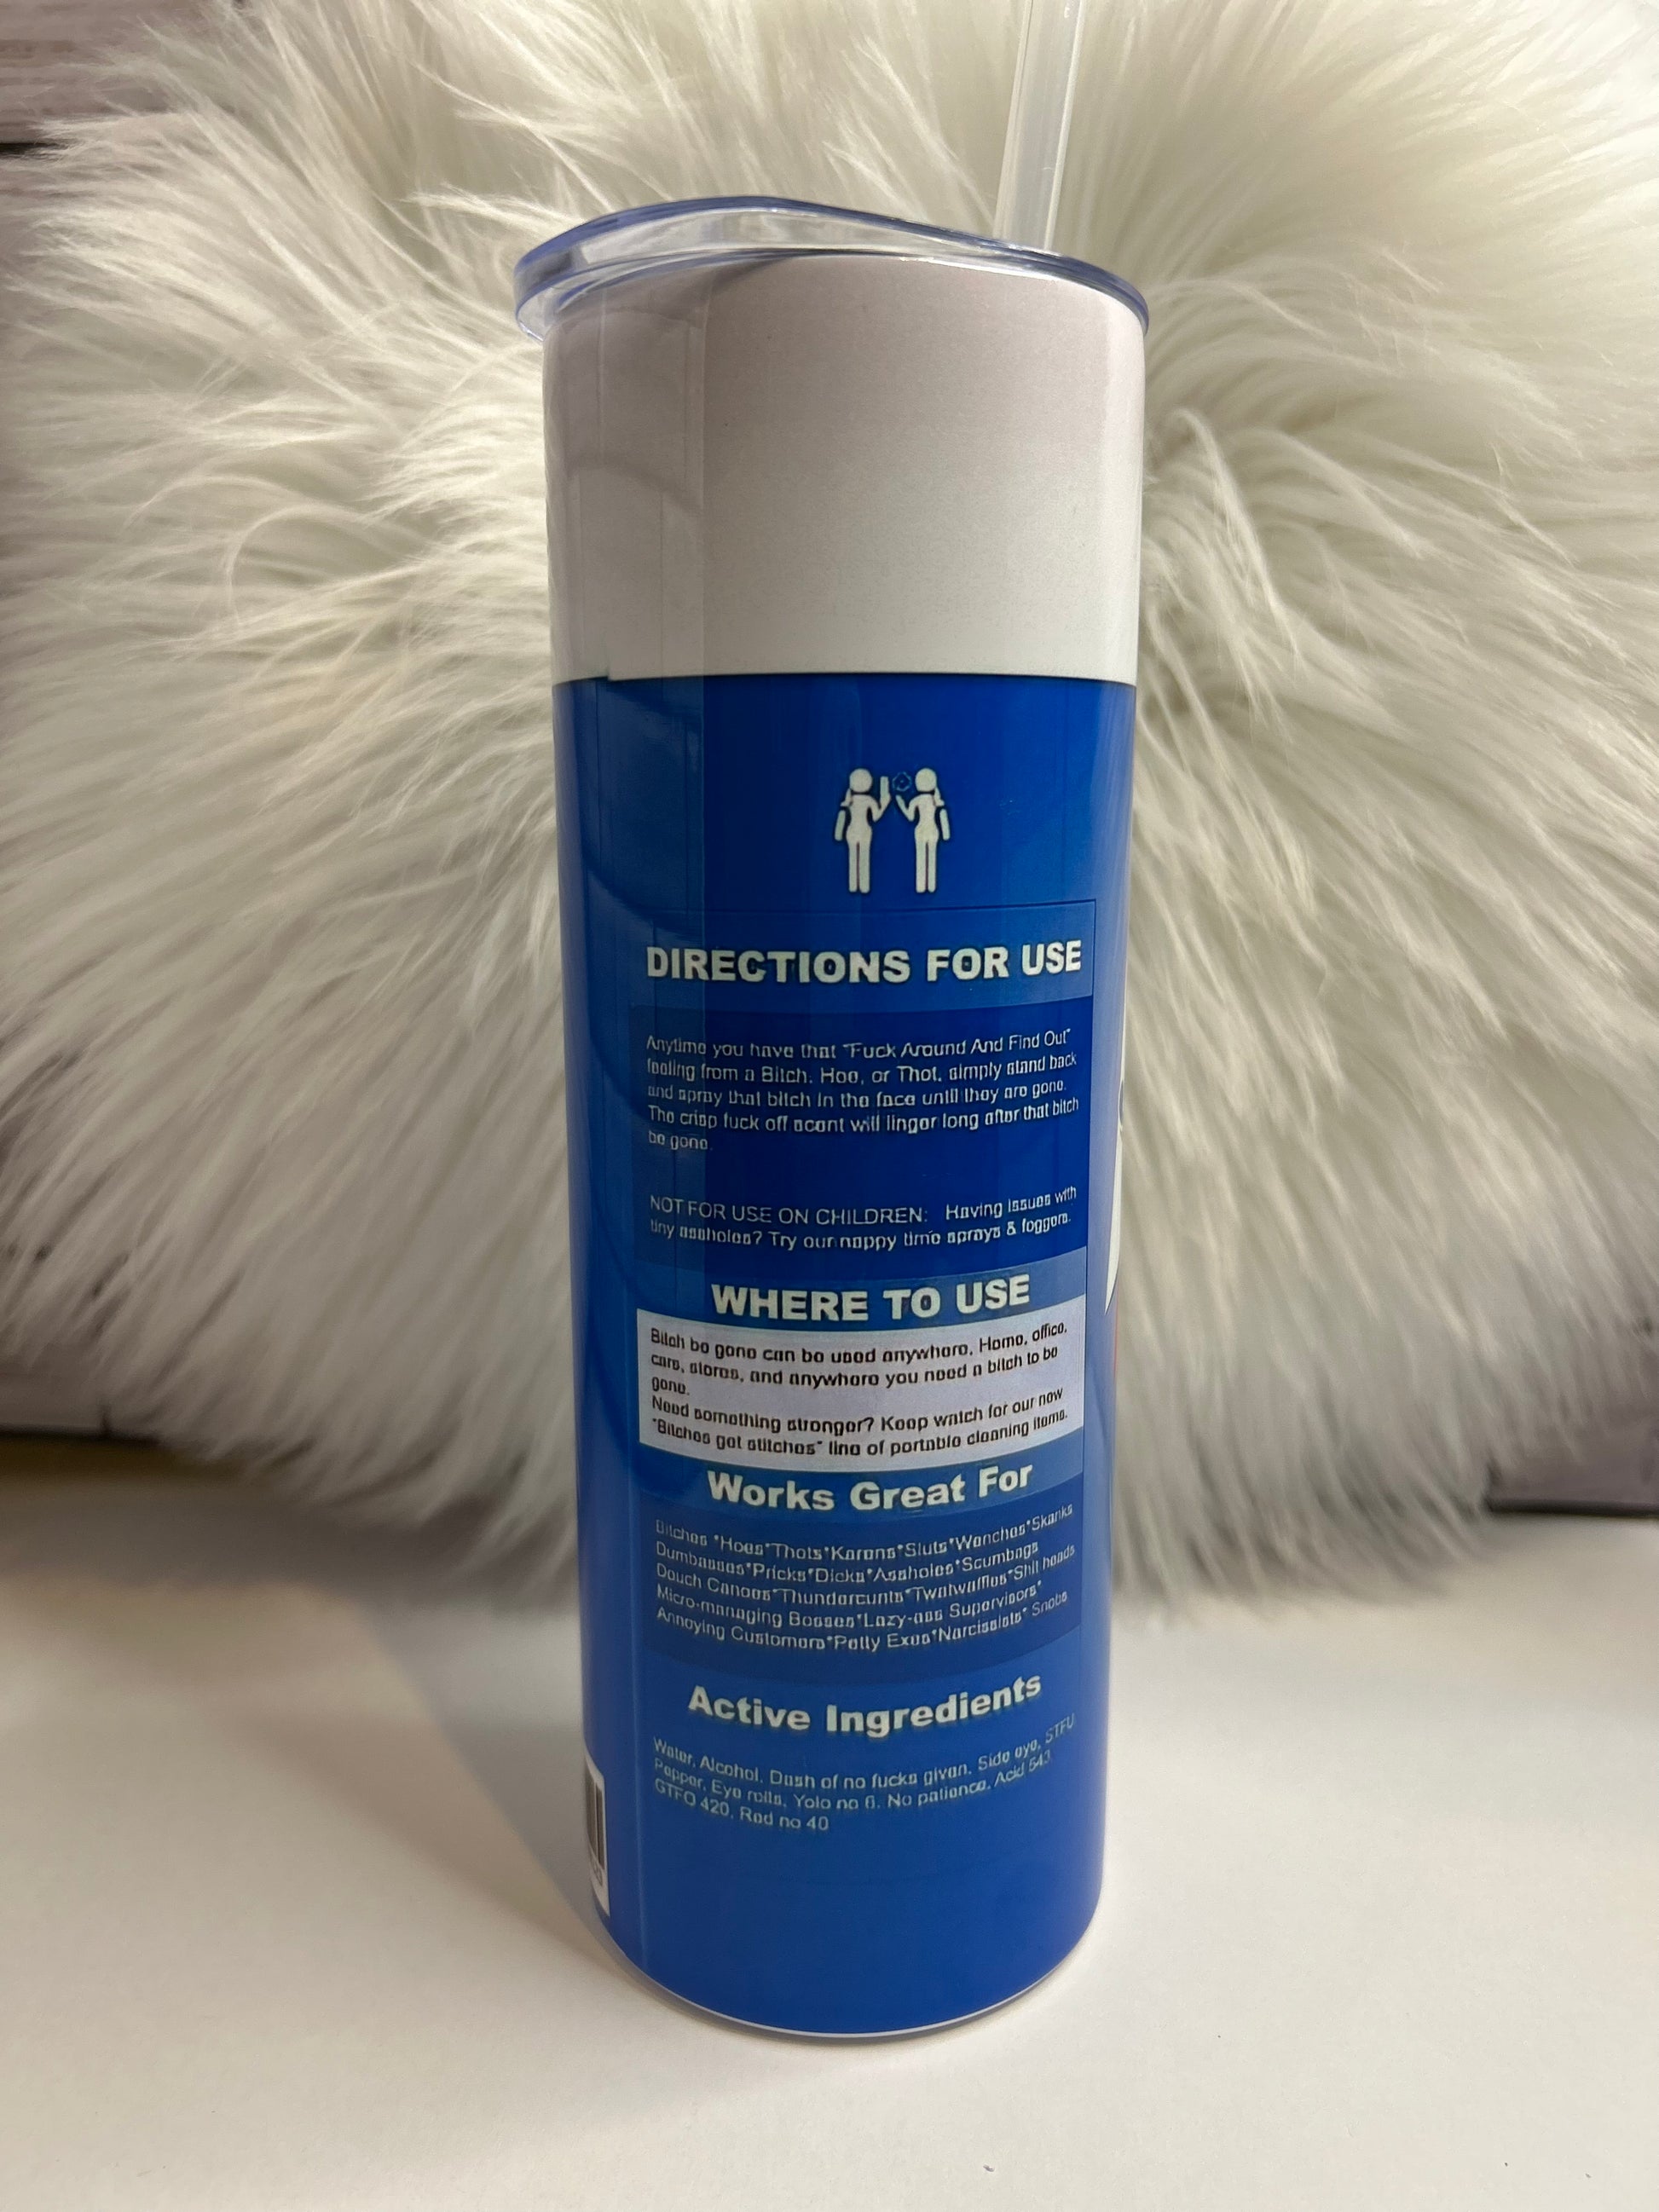 DIRECTIONS FOR USE
Anytime you have that "Fuck Around And Find Out"
feeling from a Bitch, Hoe, or Thot, simply stand back
and spray that bitch in the face until they are gone.
The crisp fuck off scent will linger long after that bitch
be gone.
NOT FOR USE ON CHILDREN: Having issues with
tiny assholes? Try our nappy time sprays & foggers.
WHERE TO USE
Bitch be gone can be used anywhere. Home, office,
cars, stores, and anywhere you need a bitch to be
gone.
Need something stronger? Keep watch for our new
"Bitches get stitches" line of portable cleaning items.
Works Great For
Bitches *Hoes*Thots*Karens*Sluts*Wenches*Skanks
Dumbasses*Pricks*Dicks*Assholes*Scumbags
Douch Canoes*Thundercunts*Twatwaffles*Shit heads
Micro-managing Bosses*Lazy-ass Supervisors*
Annoying Customers*Petty Exes*Narcissists* Snobs
Active Ingredients
Water, Alcohol, Dash of no fucks given, Side eye, STFU
Pepper, Eye rolls, Yolo no 6, No patience, Acid 543
GTFO 420, Red no 40